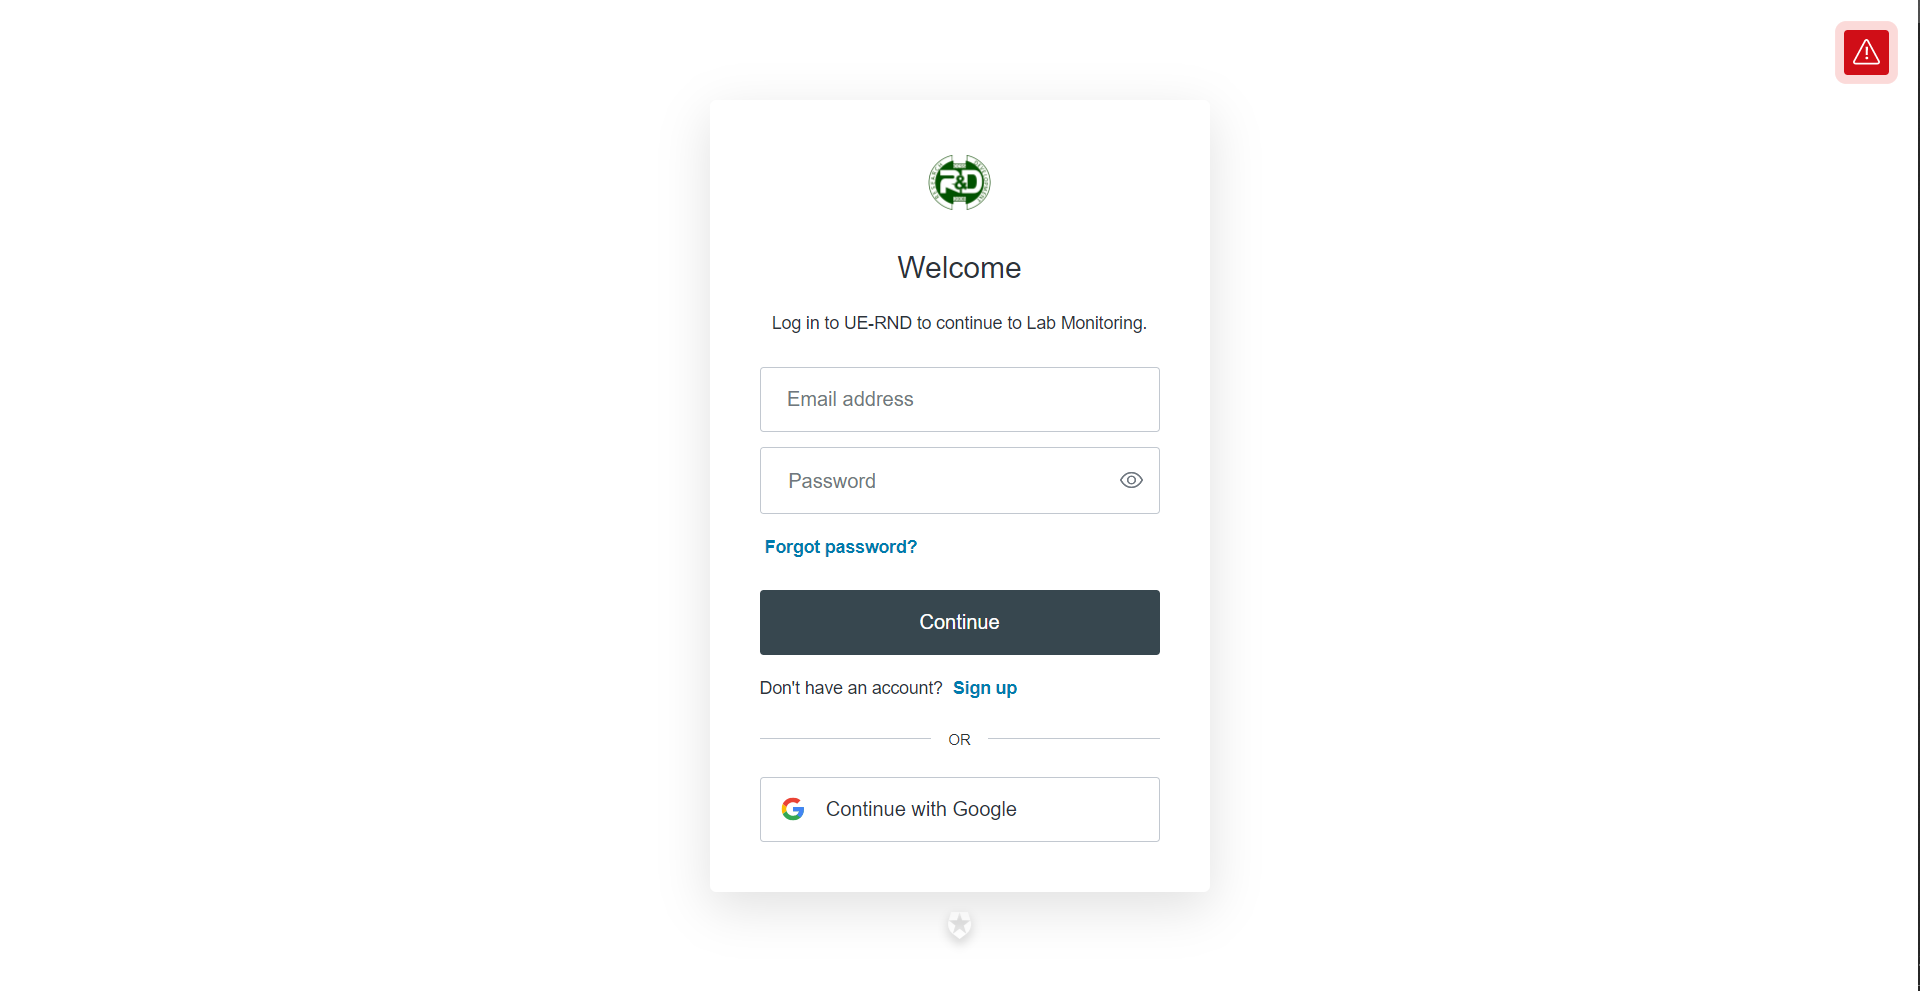 R&D
Welcome
Log in to UE-RND to continue to Lab Monitoring.
Email address
Password
Forgot password?
Continue
Don't have an account? Sign up
OR
Continue with Google